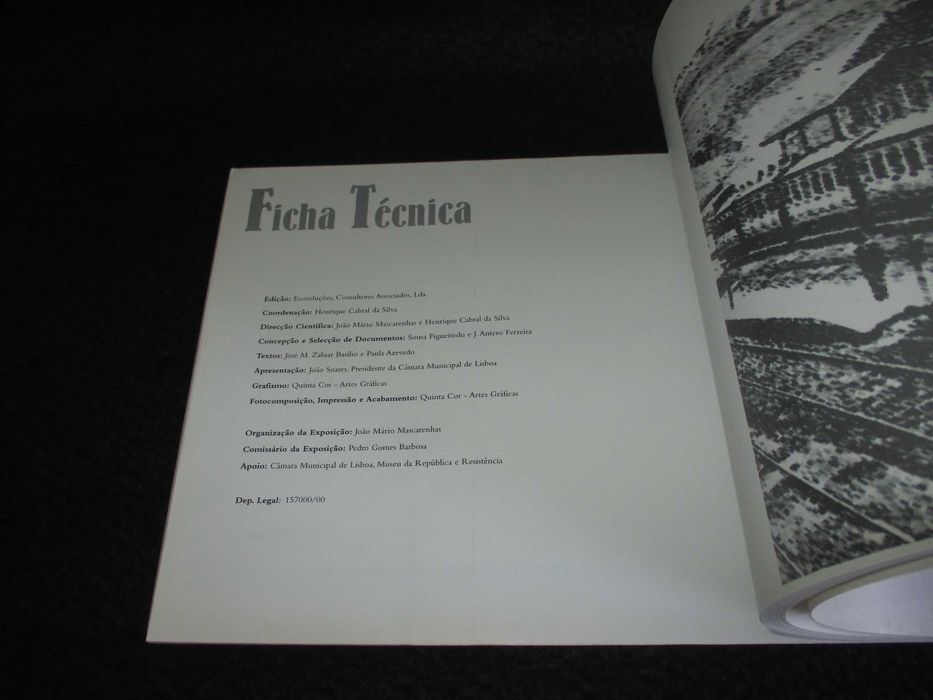 Ficha Técnica
Edição: Ecosoluções, Consultores Associados, Lda.
Coordenação: Henrique Cabral da Silva
Direcção Científica: João Mário Mascarenhas e Henrique Cabral da Silva
Concepção e Selecção de Documentos: Sousa Figueiredo e J. Antero Ferreira
Textos: José M. Zaluar Basílio e Paula Azevedo
Apresentação: João Soares, Presidente da Câmara Municipal de Lisboa
Grafismo: Quinta Cor - Artes Gráficas
Fotocomposição, Impressão e Acabamento: Quinta Cor - Artes Gráficas
Organização da Exposição: João Mário Mascarenhas
Comissário da Exposição: Pedro Gomes Barbosa
Apoio: Câmara Municipal de Lisboa, Museu da República e Resistência
Dep. Legal: 157000/00